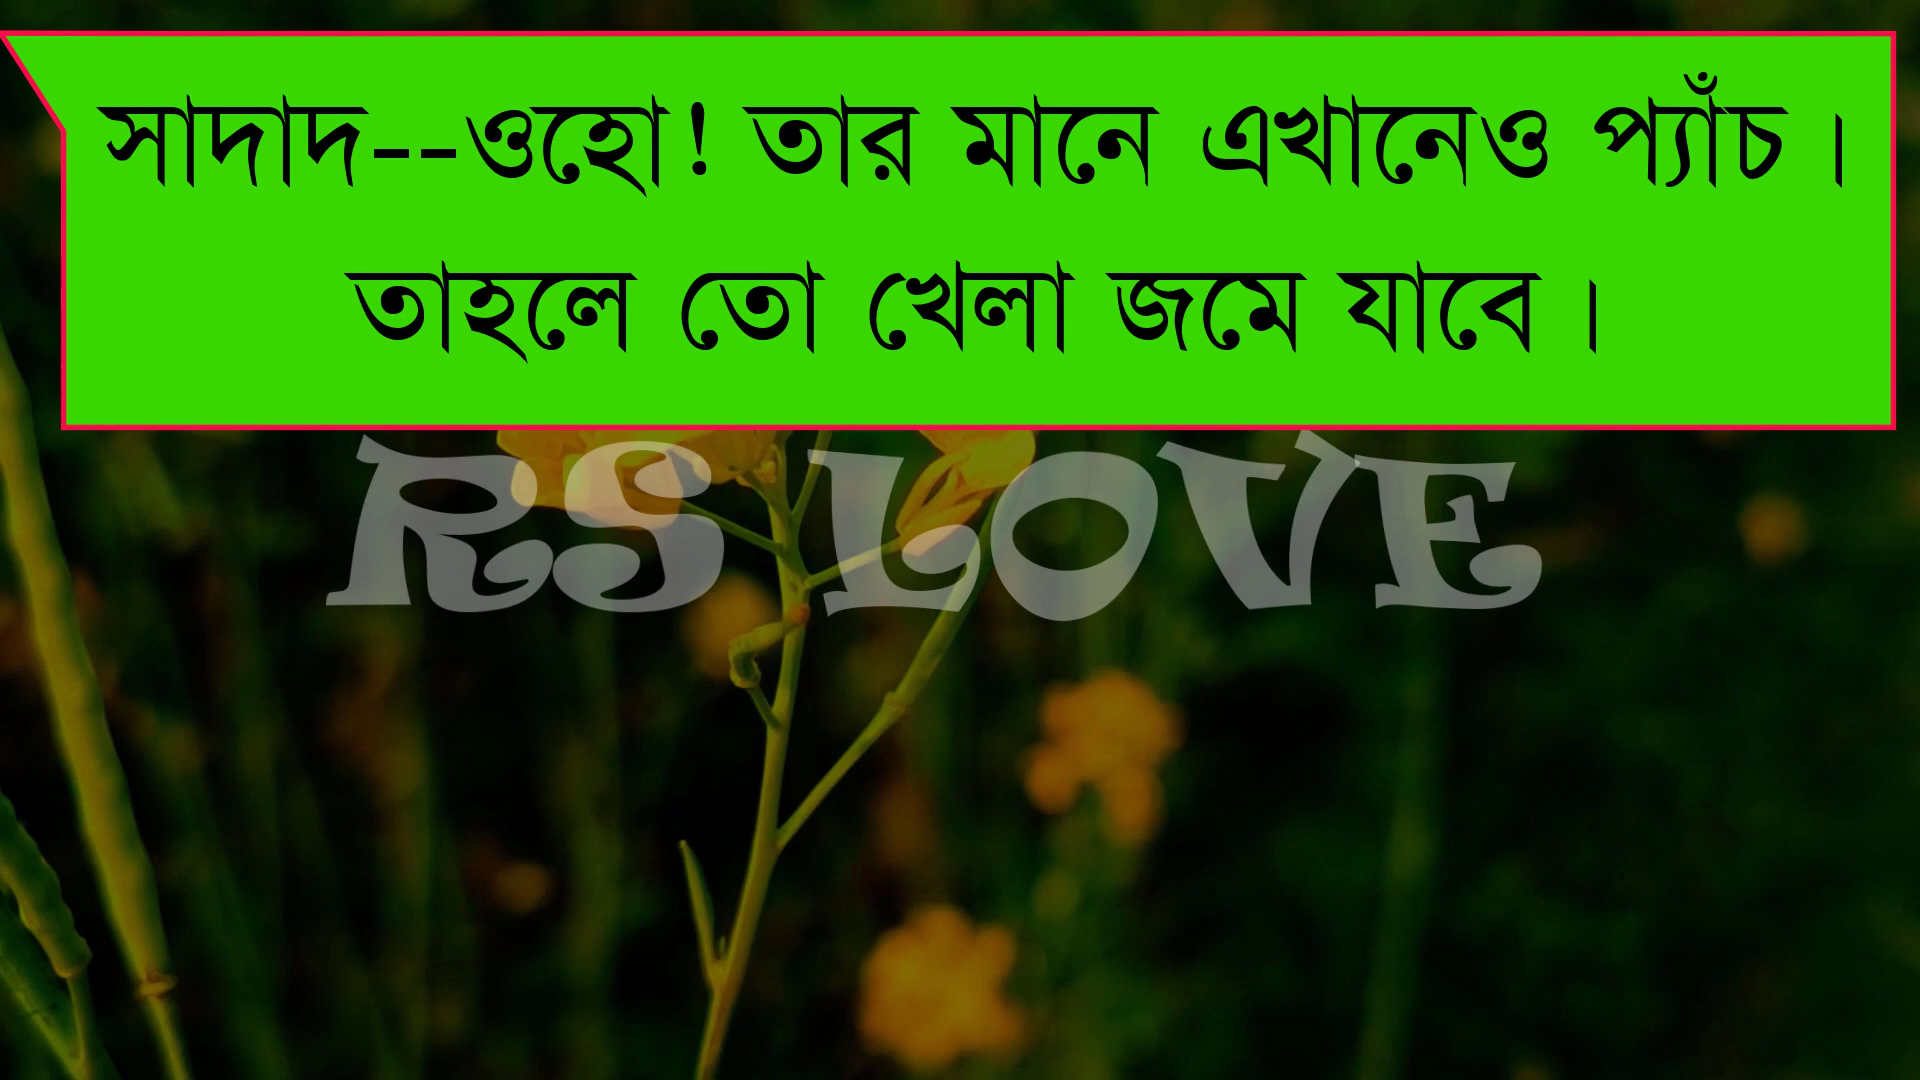 সাদাদ--ওহো! তার মানে এখানেও প্যাঁচ।
তাহলে তো খেলা জমে যাবে।
RS LOVE